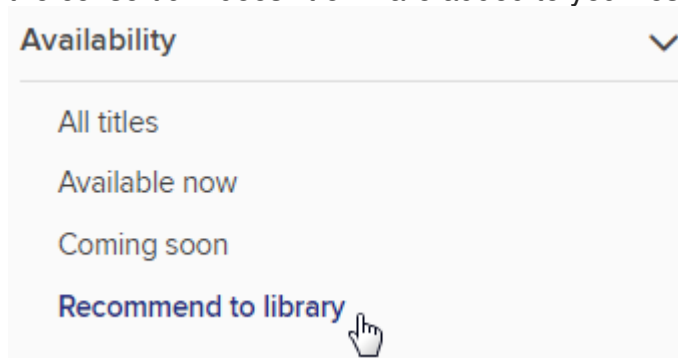 Availability
All titles
Available now
Coming soon
Recommend to library